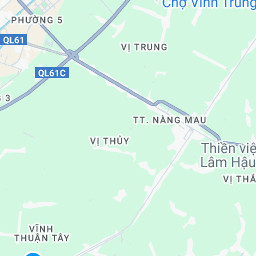 Chợ Vĩnh Trung
PHƯỜNG 5
QL61
VỊ TRUNG
QL61C
TT. NÀNG MAU
VỊ THỦY
Thiền việ
Lâm Hậu
VỊ THẮ
VĨNH
THUẬN TÂY